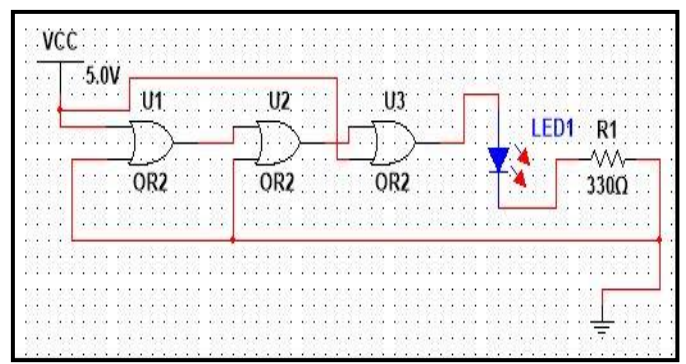 VCC
5.0V
U1
U2
U3
LED1
R1
OR2
OR2
OR2
330Ω